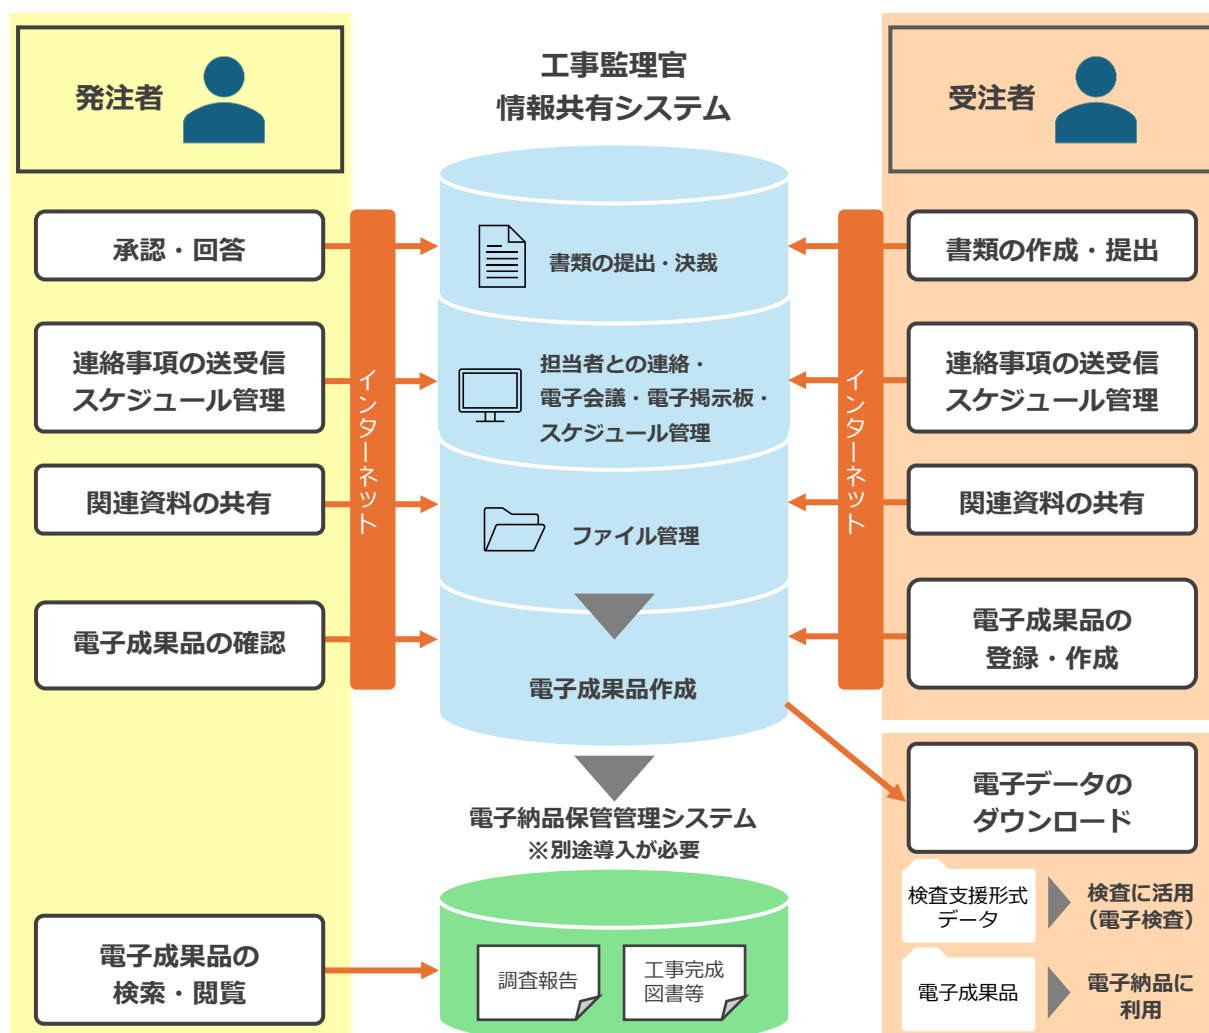 発注者
工事監理官
情報共有システム
受注者
承認・回答
書類の提出・決裁
書類の作成・提出
連絡事項の送受信
スケジュール管理
インターネット
担当者との連絡・
電子会議・電子掲示板・
スケジュール管理
インターネット
連絡事項の送受信
スケジュール管理
関連資料の共有
ファイル管理
関連資料の共有
電子成果品の確認
電子成果品作成
電子成果品の
登録・作成
電子納品保管管理システム
※別途導入が必要
電子データの
ダウンロード
検査支援形式
データ
検査に活用
（電子検査）
電子成果品の
検索・閲覧
調査報告
工事完成
図書等
電子成果品
電子納品に
利用